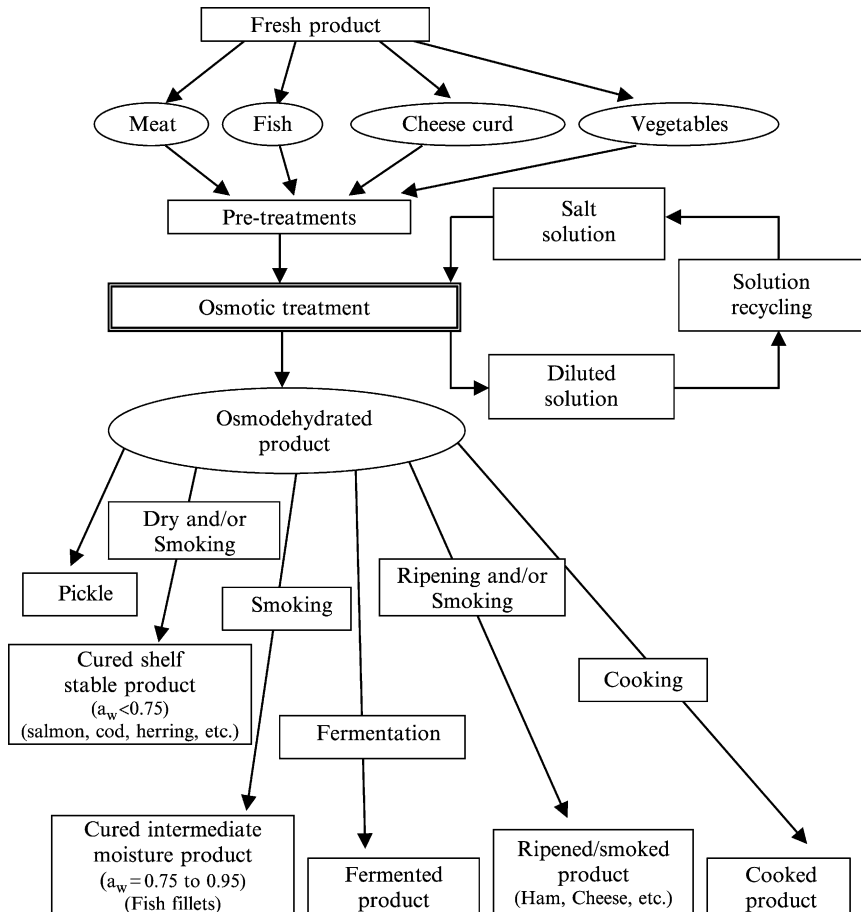 Fresh product
Meat
Fish
Cheese curd
Vegetables
Pre-treatments
Salt
solution
Solution
recycling
Osmotic treatment
Diluted
solution
Osmodehydrated
product
Dry and/or
Smoking
Pickle
Smoking
Ripening and/or
Smoking
Cured shelf
stable product
(aw<0.75)
(salmon, cod, herring, etc.)
Cooking
Fermentation
Cured intermediate
moisture product
(aw=0.75 to 0.95)
(Fish fillets)
Fermented
product
Ripened/smoked
product
(Ham, Cheese, etc.)
Cooked
product